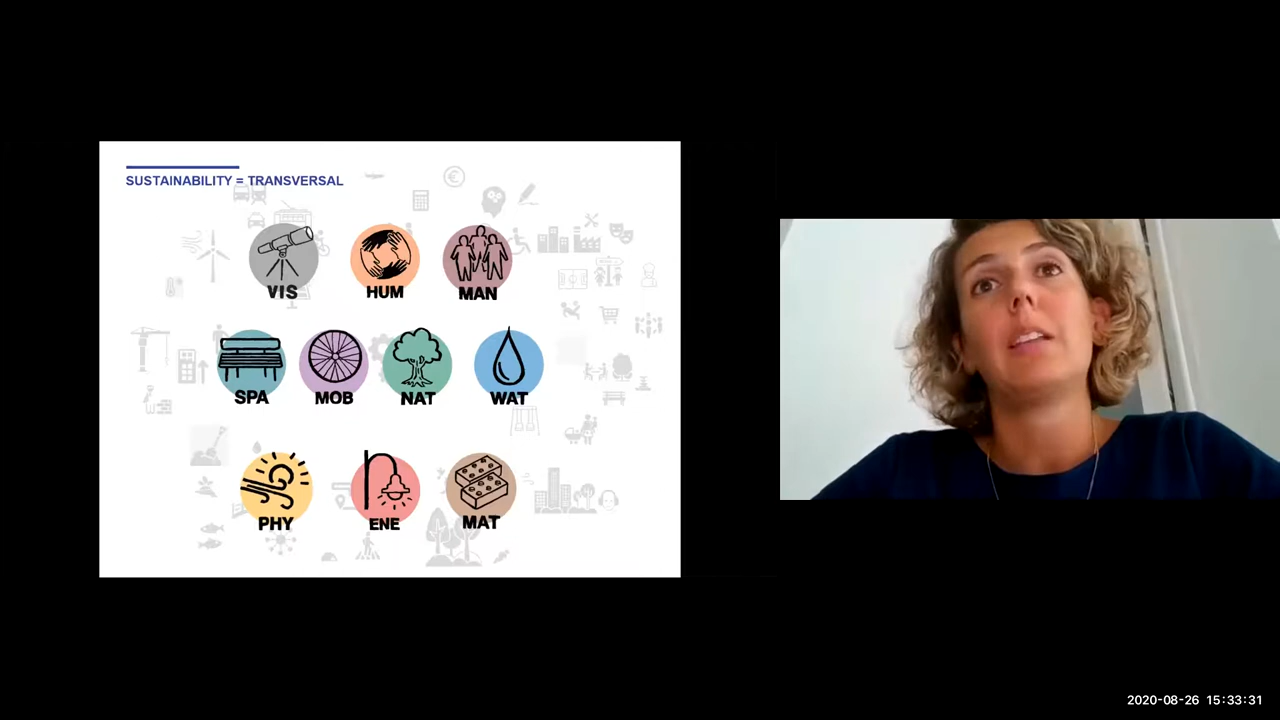 SUSTAINABILITY = TRANSVERSAL
VIS
HUM
MAN
SPA
MOB
NAT
WAT
PHY
ENE
MAT
2020-08-26 15:33:31